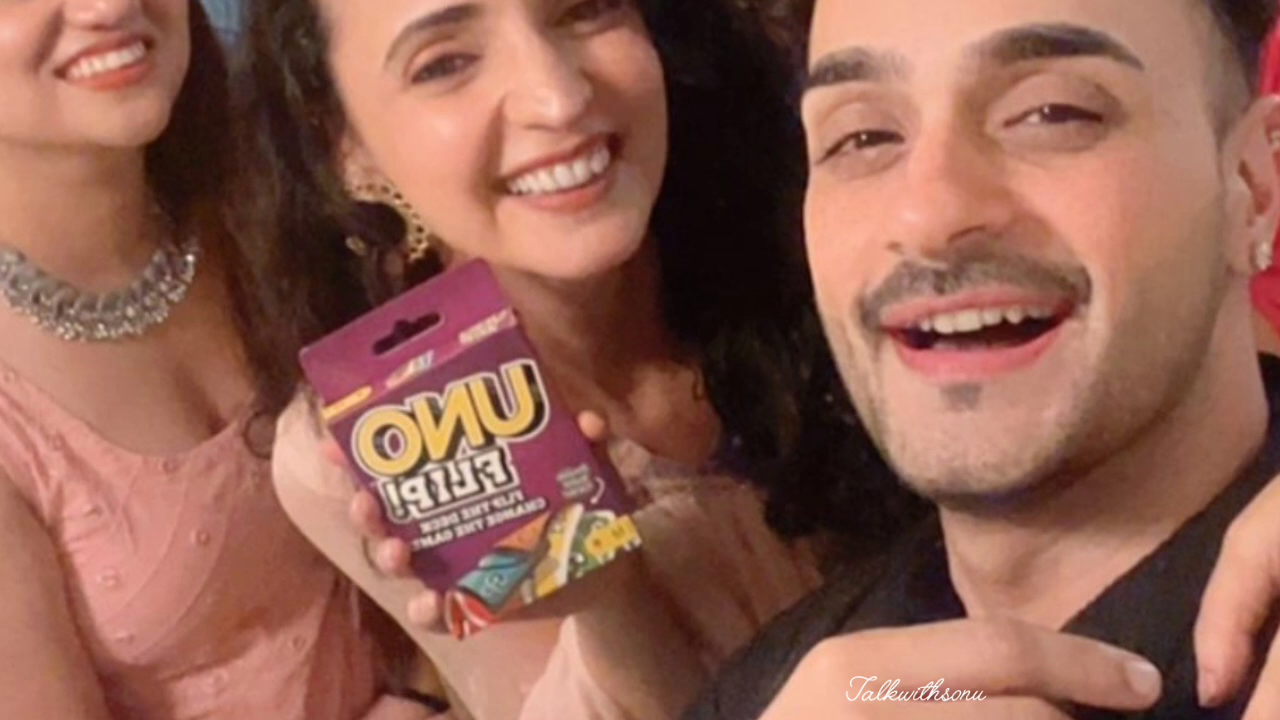 UNO
FLIP!
FLIP THE DECK
CHANGE THE GAME
Talkwithsonu